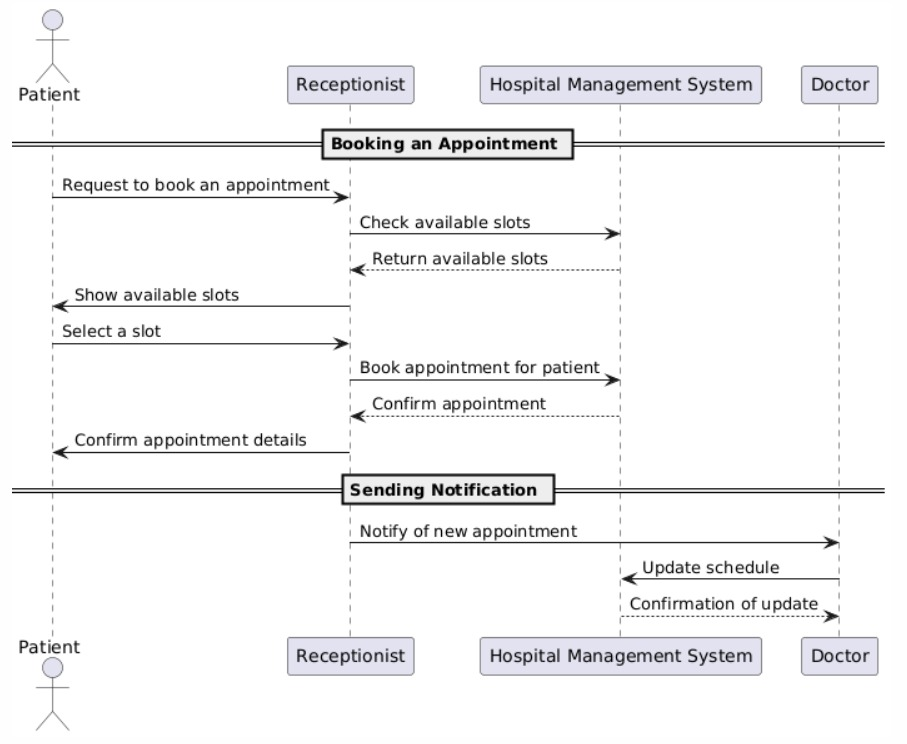 Patient
Receptionist
Hospital Management System
Doctor
Booking an Appointment
Request to book an appointment
Check available slots
Return available slots
Show available slots
Select a slot
Book appointment for patient
Confirm appointment
Confirm appointment details
Sending Notification
Notify of new appointment
Update schedule
Confirmation of update
Patient
Receptionist
Hospital Management System
Doctor